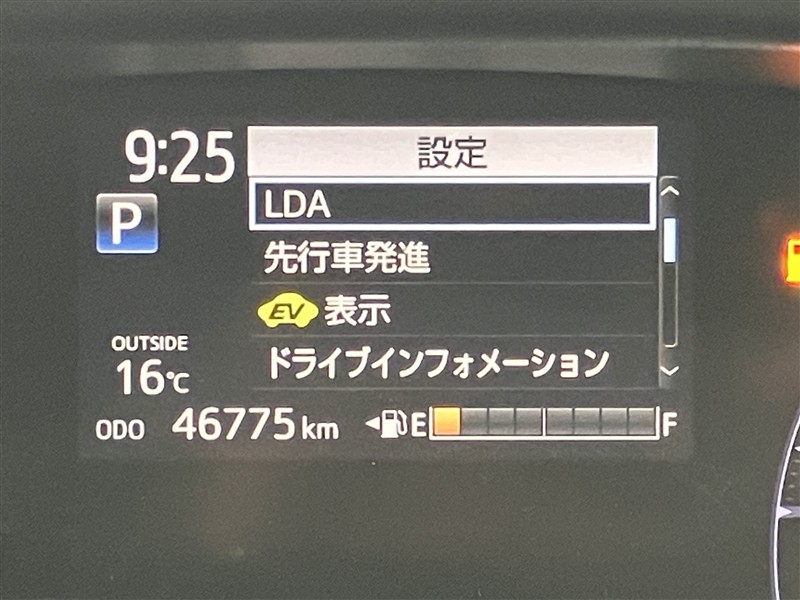 9:25
設定
P
LDA
先行車発進
EV 表示
ドライブインフォメーション
OUTSIDE
16℃
ODO 46775 km E F